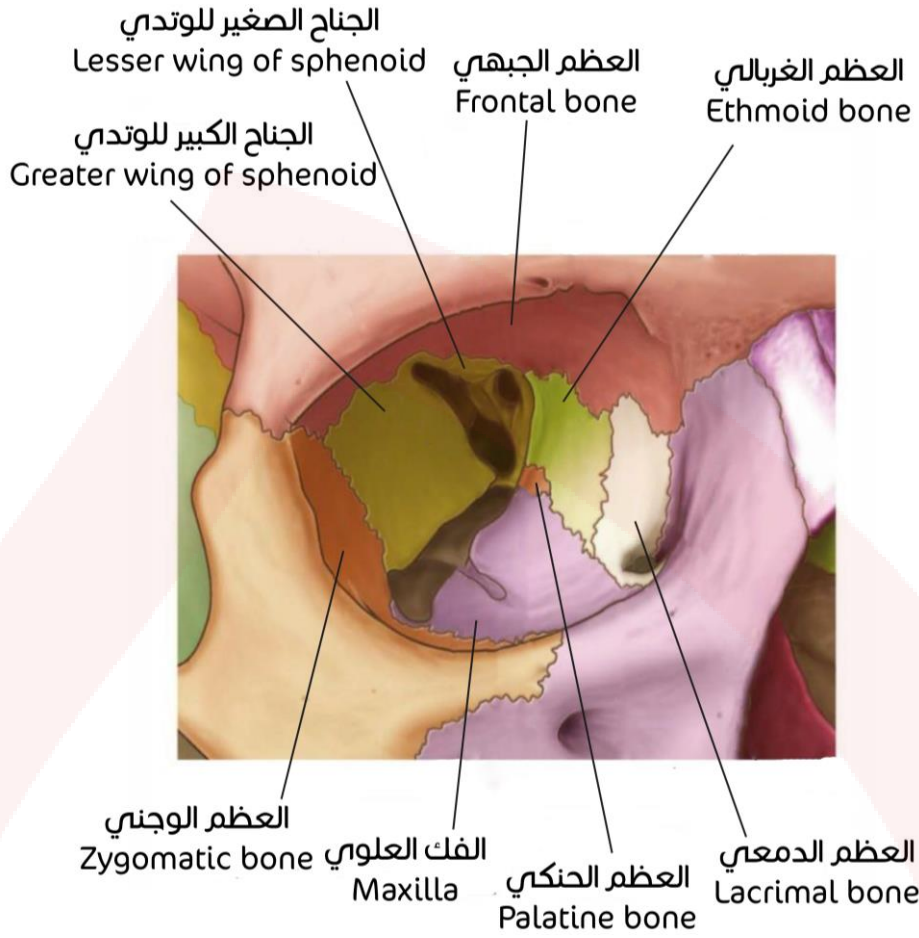 الجناح الصغير للوتدي
Lesser wing of sphenoid
العظم الجبهي
Frontal bone
العظم الغربالي
Ethmoid bone
الجناح الكبير للوتدي
Greater wing of sphenoid
العظم الوجني
Zygomatic bone
الفك العلوي
Maxilla
العظم الحنكي
Palatine bone
العظم الدمعي
Lacrimal bone